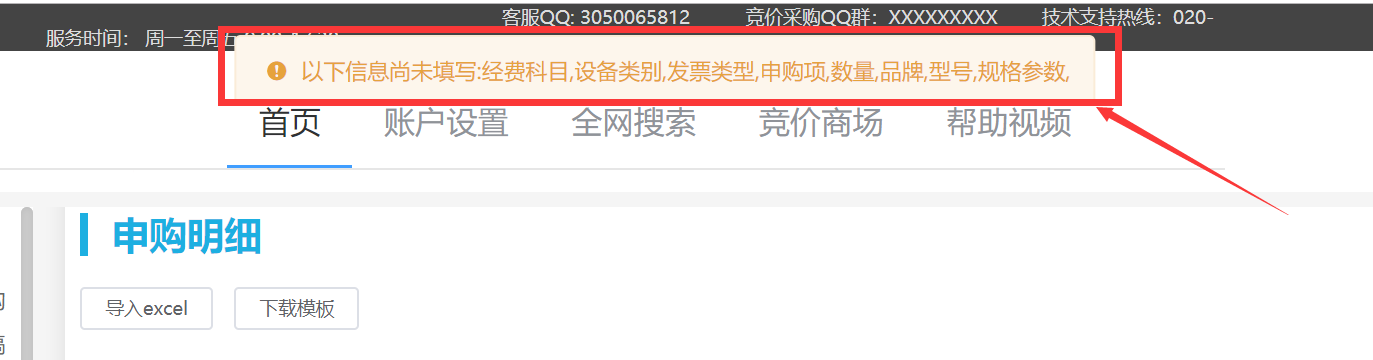 客服QQ: 3050065812 竞价采购QQ群：XXXXXXXXX 技术支持热线：020-
服务时间： 周一至周五
以下信息尚未填写:经费科目,设备类别,发票类型,申购项,数量,品牌,型号,规格参数,
首页 账户设置 全网搜索 竞价商场 帮助视频
申购明细
导入excel 下载模板